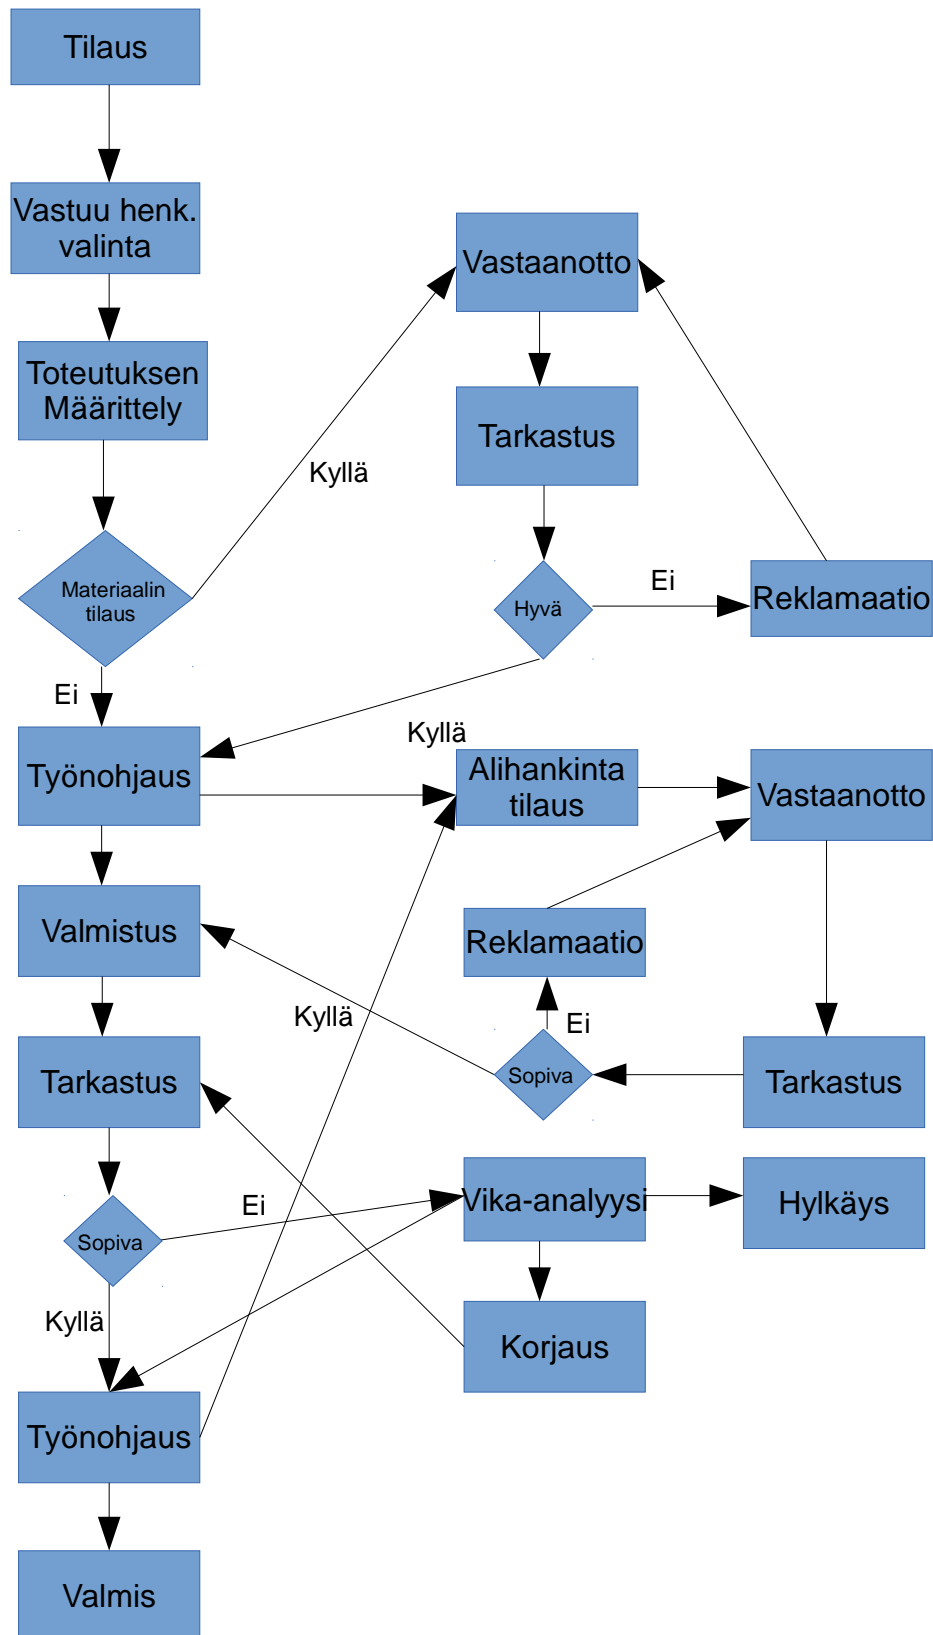 Tilaus
Vastuu henk.
valinta
Vastaanotto
Toteutuksen
Määrittely
Tarkastus
Kyllä
Materiaalin
tilaus
Hyvä
Ei
Reklamaatio
Ei
Kyllä
Työnohjaus
Alihankinta
tilaus
Vastaanotto
Valmistus
Reklamaatio
Kyllä
Ei
Tarkastus
Sopiva
Tarkastus
Sopiva
Ei
Vika-analyysi
Hylkäys
Kyllä
Korjaus
Työnohjaus
Valmis